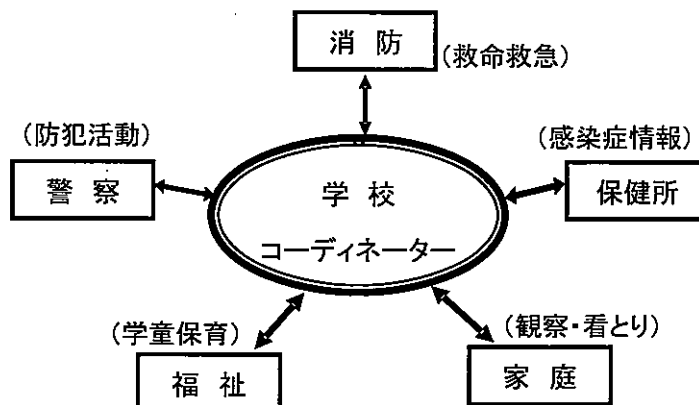 消 防
(救命救急)
(防犯活動)
警 察
(感染症情報)
保健所
学 校
コーディネーター
(学童保育)
福 祉
(観察・看とり)
家 庭